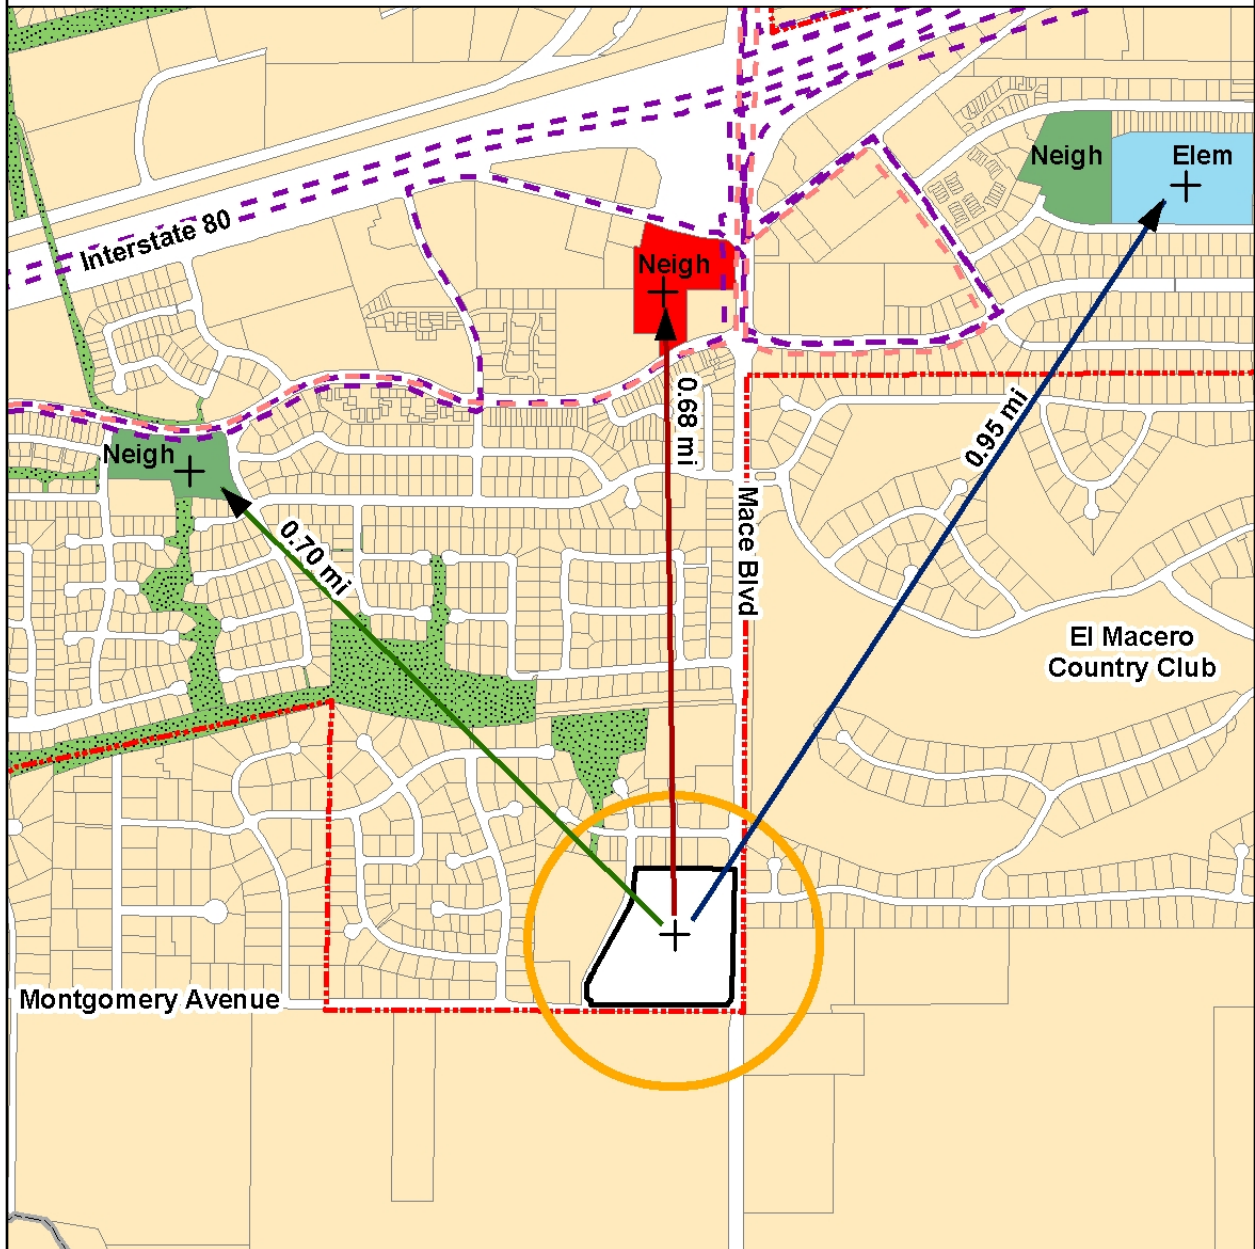 Neigh
Elem
Interstate 80
Neigh
0.68 mi
0.95 mi
Neigh
Mace Blvd
0.70 mi
El Macero
Country Club
Montgomery Avenue